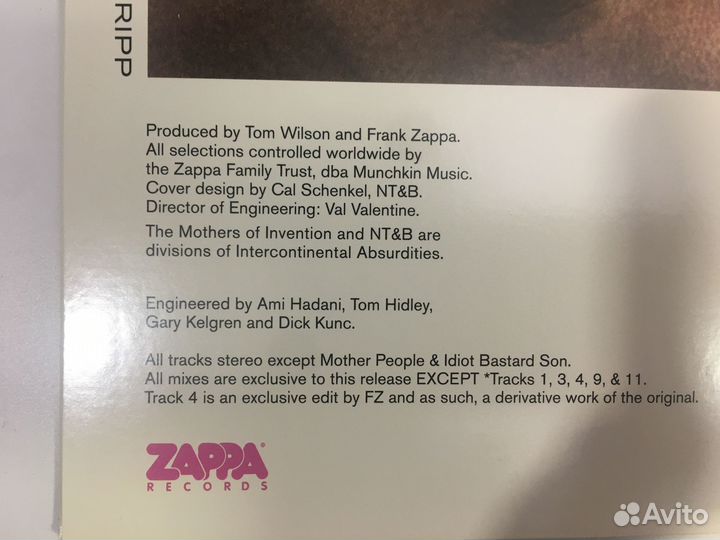 RIPP
Produced by Tom Wilson and Frank Zappa.
All selections controlled worldwide by
the Zappa Family Trust, dba Munchkin Music.
Cover design by Cal Schenkel, NT&B.
Director of Engineering: Val Valentine.
The Mothers of Invention and NT&B are
divisions of Intercontinental Absurdities.
Engineered by Ami Hadani, Tom Hidley,
Gary Kelgren and Dick Kunc.
All tracks stereo except Mother People & Idiot Bastard Son.
All mixes are exclusive to this release EXCEPT *Tracks 1, 3, 4, 9, & 11.
Track 4 is an exclusive edit by FZ and as such, a derivative work of the original.
ZAPPA®
RECORDS
Avito